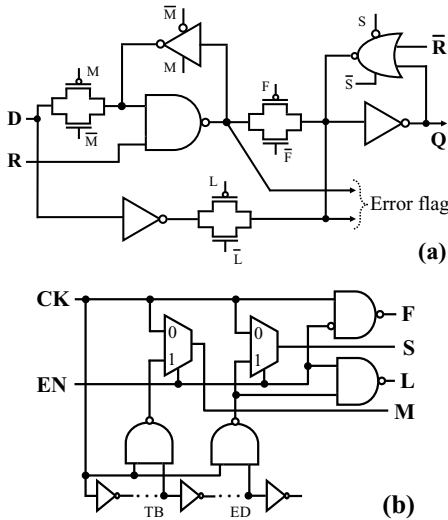 M̅
M
S
R̅
M
F
S̅
D
M̅
Q
R
F̅
L
Error flag
L̅
(a)
CK
0
0
F
1
1
S
EN
L
M
TB
ED
(b)